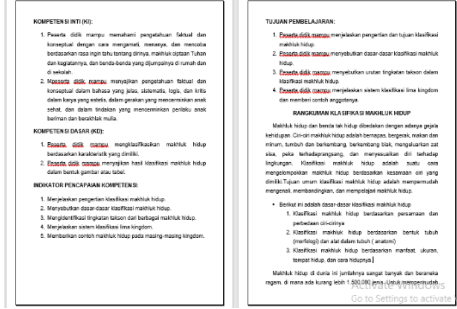 KOMPETENSI INTI (KI):
1. Peserta didik mampu memahami pengetahuan faktual dan
konseptual dengan cara mengamati, menanya, dan mencoba
berdasarkan rasa ingin tahu tentang dirinya, makhluk ciptaan Tuhan
dan kegiatannya, dan benda-benda yang dijumpainya di rumah dan
di sekolah.
2. Mpeserta didik mampu menyajikan pengetahuan faktual dan
konseptual dalam bahasa yang jelas, sistematis, logis, dan kritis
dalam karya yang estetis, dalam gerakan yang mencerminkan anak
sehat, dan dalam tindakan yang mencerminkan perilaku anak
beriman dan berakhlak mulia.
KOMPETENSI DASAR (KD):
1. Peserta didik mampu mengklasifikasikan makhluk hidup
berdasarkan karakteristik yang dimiliki.
2. Peserta didik mampu menyajikan hasil klasifikasi makhluk hidup
dalam bentuk gambar atau tabel.
INDIKATOR PENCAPAIAN KOMPETENSI:
1. Menjelaskan pengertian klasifikasi makhluk hidup.
2. Menyebutkan dasar-dasar klasifikasi makhluk hidup.
3. Mengidentifikasi tingkatan takson dari berbagai makhluk hidup.
4. Menjelaskan sistem klasifikasi lima kingdom.
5. Memberikan contoh makhluk hidup pada masing-masing kingdom.
TUJUAN PEMBELAJARAN:
1. Peserta didik mampu menjelaskan pengertian dan tujuan klasifikasi
makhluk hidup.
2. Peserta didik mampu menyebutkan dasar-dasar klasifikasi makhluk
hidup.
3. Peserta didik mampu menyebutkan urutan tingkatan takson dalam
klasifikasi makhluk hidup.
4. Peserta didik mampu menjelaskan sistem klasifikasi lima kingdom
dan memberi contoh anggotanya.
RANGKUMAN KLASIFIKASI MAKHLUK HIDUP
Makhluk hidup dan benda tak hidup dibedakan dengan adanya gejala
kehidupan. Ciri-ciri makhluk hidup adalah bernapas, bergerak, makan dan
minum, tumbuh dan berkembang, berkembang biak, mengeluarkan zat
sisa, peka terhadap rangsang, dan menyesuaikan diri terhadap
lingkungan. Klasifikasi makhluk hidup adalah suatu cara
mengelompokkan makhluk hidup berdasarkan kesamaan ciri yang
dimiliki. Tujuan umum klasifikasi makhluk hidup adalah mempermudah
mengenali, membandingkan, dan mempelajari makhluk hidup.
• Berikut ini adalah dasar-dasar klasifikasi makhluk hidup
1. Klasifikasi makhluk hidup berdasarkan persamaan dan
perbedaan ciri-cirinya
2. Klasifikasi makhluk hidup berdasarkan bentuk tubuh
(morfologi) dan alat dalam tubuh ( anatomi)
3. Klasifikasi makhluk hidup berdasarkan manfaat, ukuran,
tempat hidup, dan cara hidupnya
Makhluk hidup di dunia ini jumlahnya sangat banyak dan beraneka
ragam, di mana ada kurang lebih 1.500.000 jenis. Untuk mempermudah
Activate Windows
Go to Settings to activate